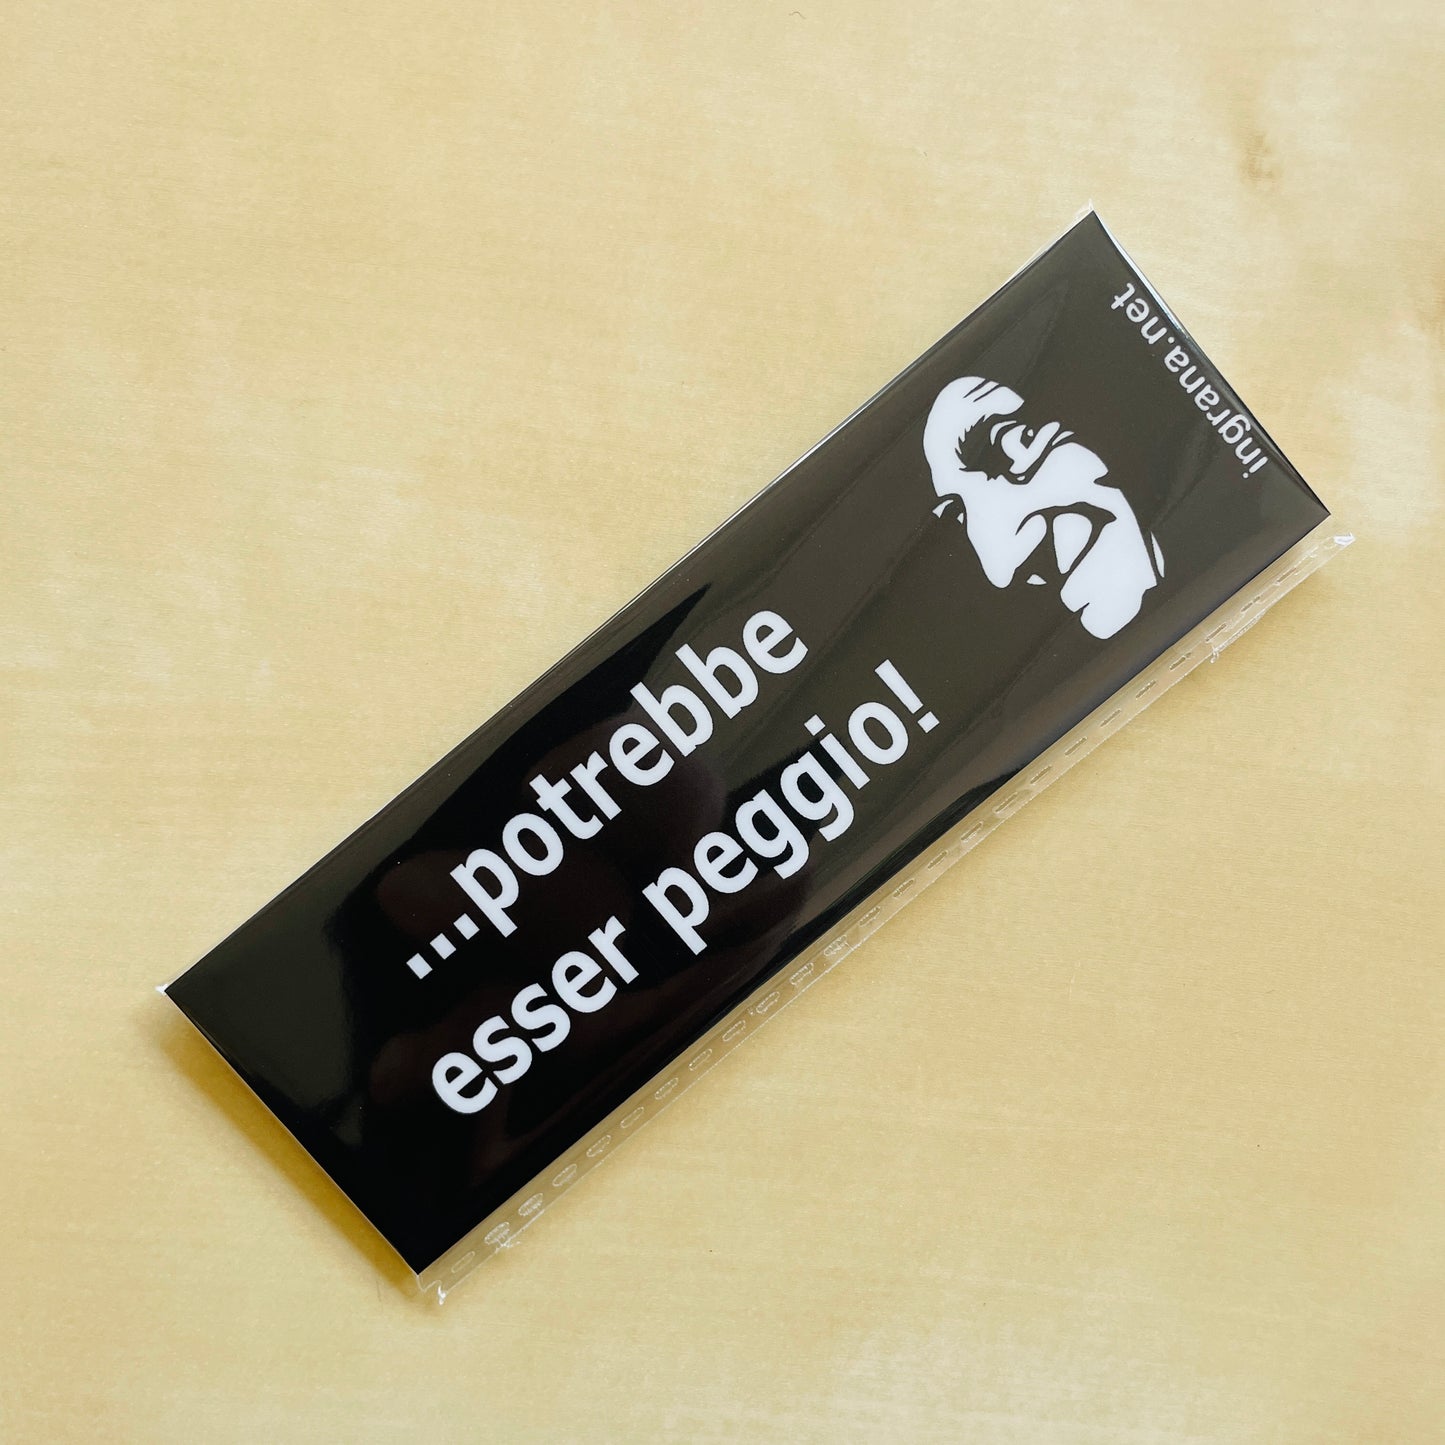 ...potrebbe
esser peggio!
ingrana.net